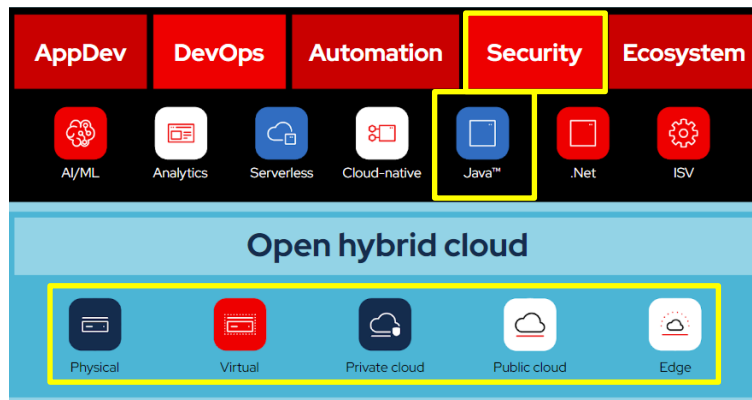 AppDev DevOps Automation Security Ecosystem
AI/ML Analytics Serverless Cloud-native Java™ .Net ISV
Open hybrid cloud
Physical Virtual Private cloud Public cloud Edge